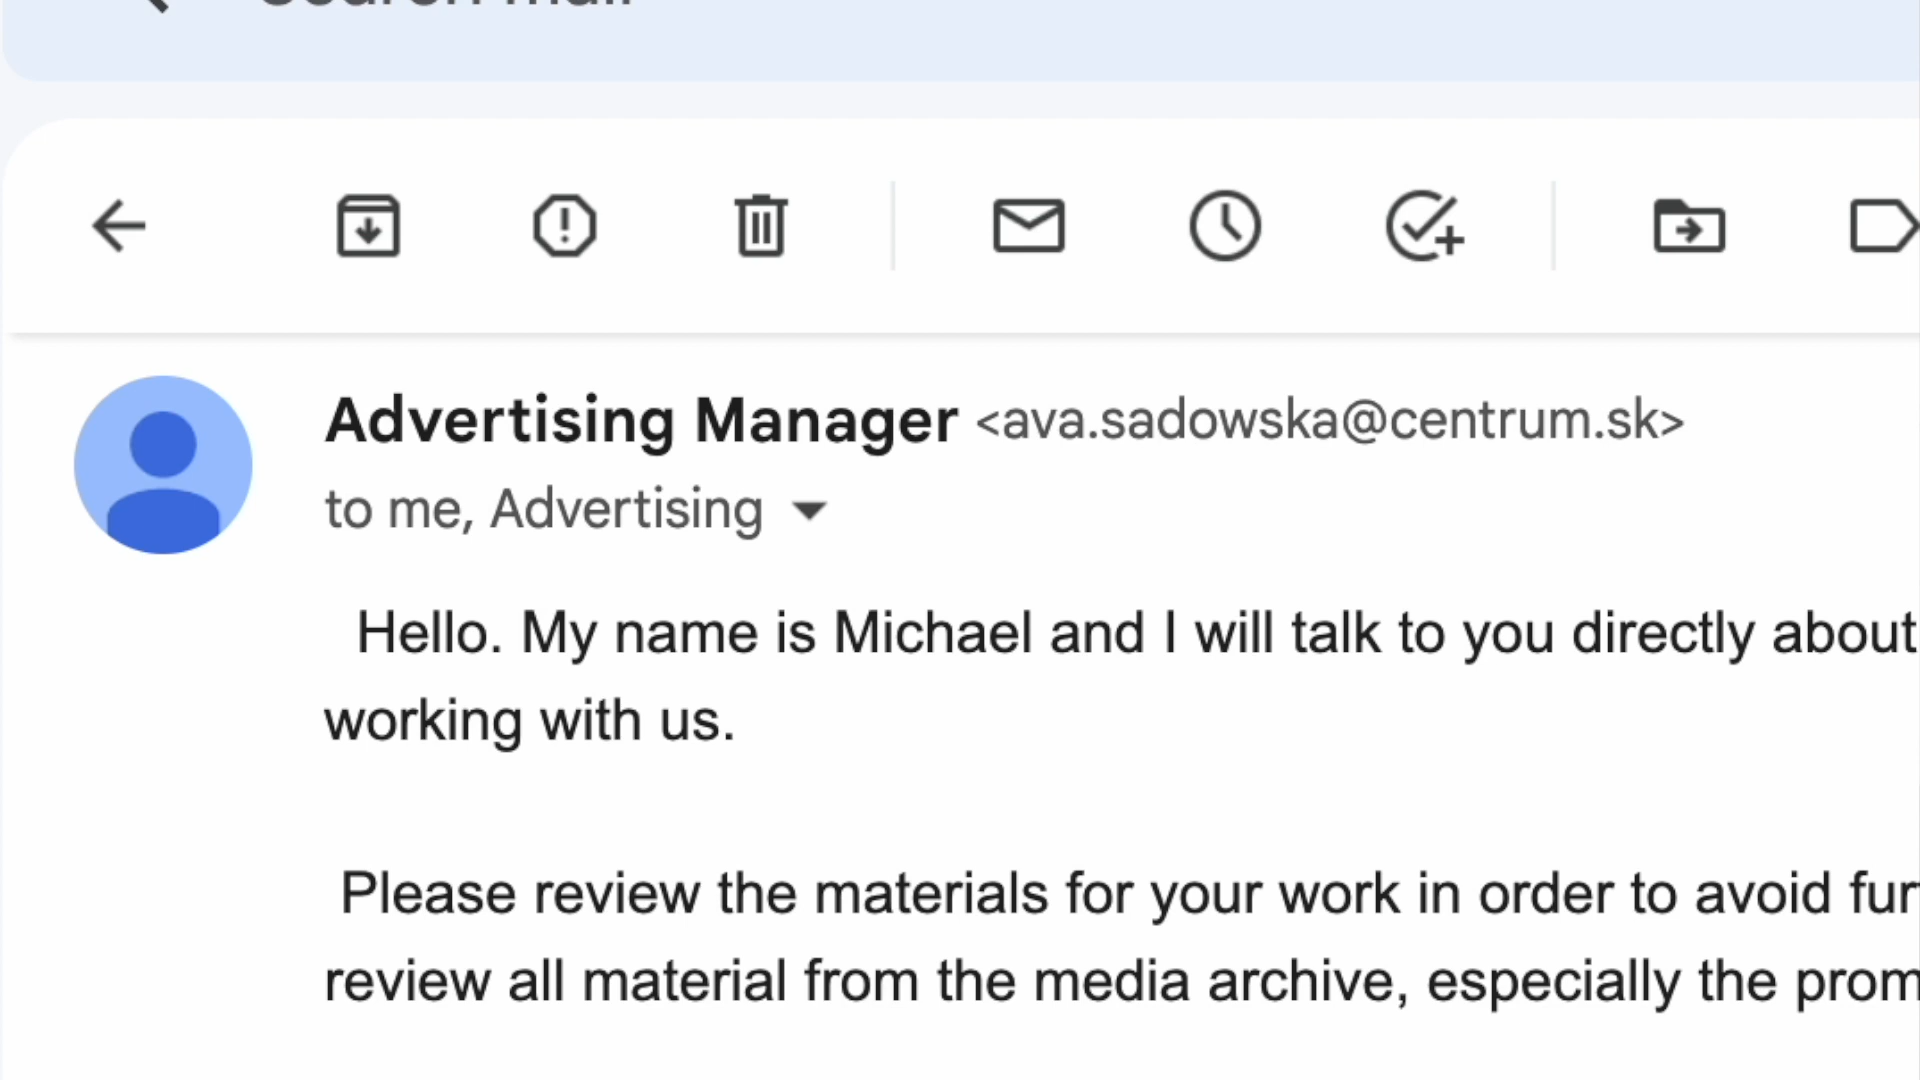 Search mail
Advertising Manager <ava.sadowska@centrum.sk>
to me, Advertising
Hello. My name is Michael and I will talk to you directly about
working with us.
Please review the materials for your work in order to avoid
review all material from the media archive, especially the